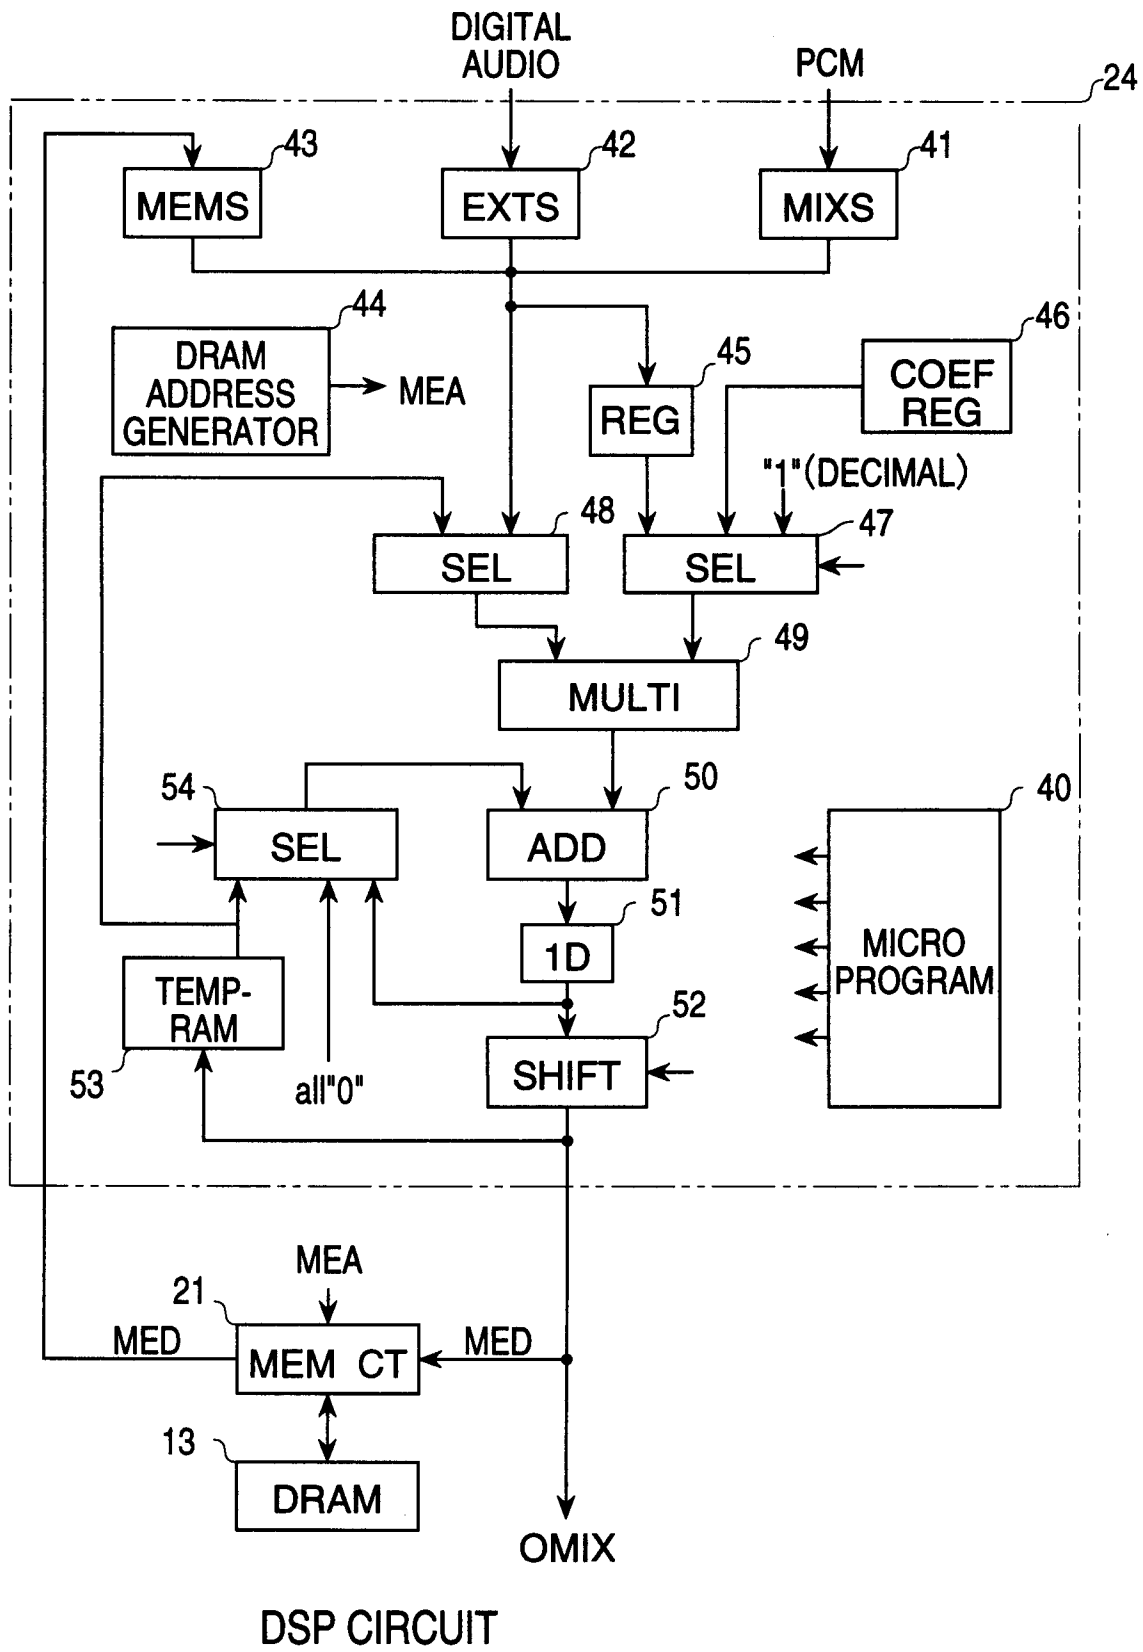 DIGITAL
AUDIO
PCM
24
43
42
41
MEMS
EXTS
MIXS
44
DRAM
ADDRESS
GENERATOR
MEA
45
REG
46
COEF
REG
"1"(DECIMAL)
48
47
SEL
SEL
49
MULTI
54
50
40
SEL
ADD
51
1D
MICRO
PROGRAM
TEMP-
RAM
53
all"0"
52
SHIFT
MEA
21
MED
MEM CT
MED
13
DRAM
OMIX
DSP CIRCUIT